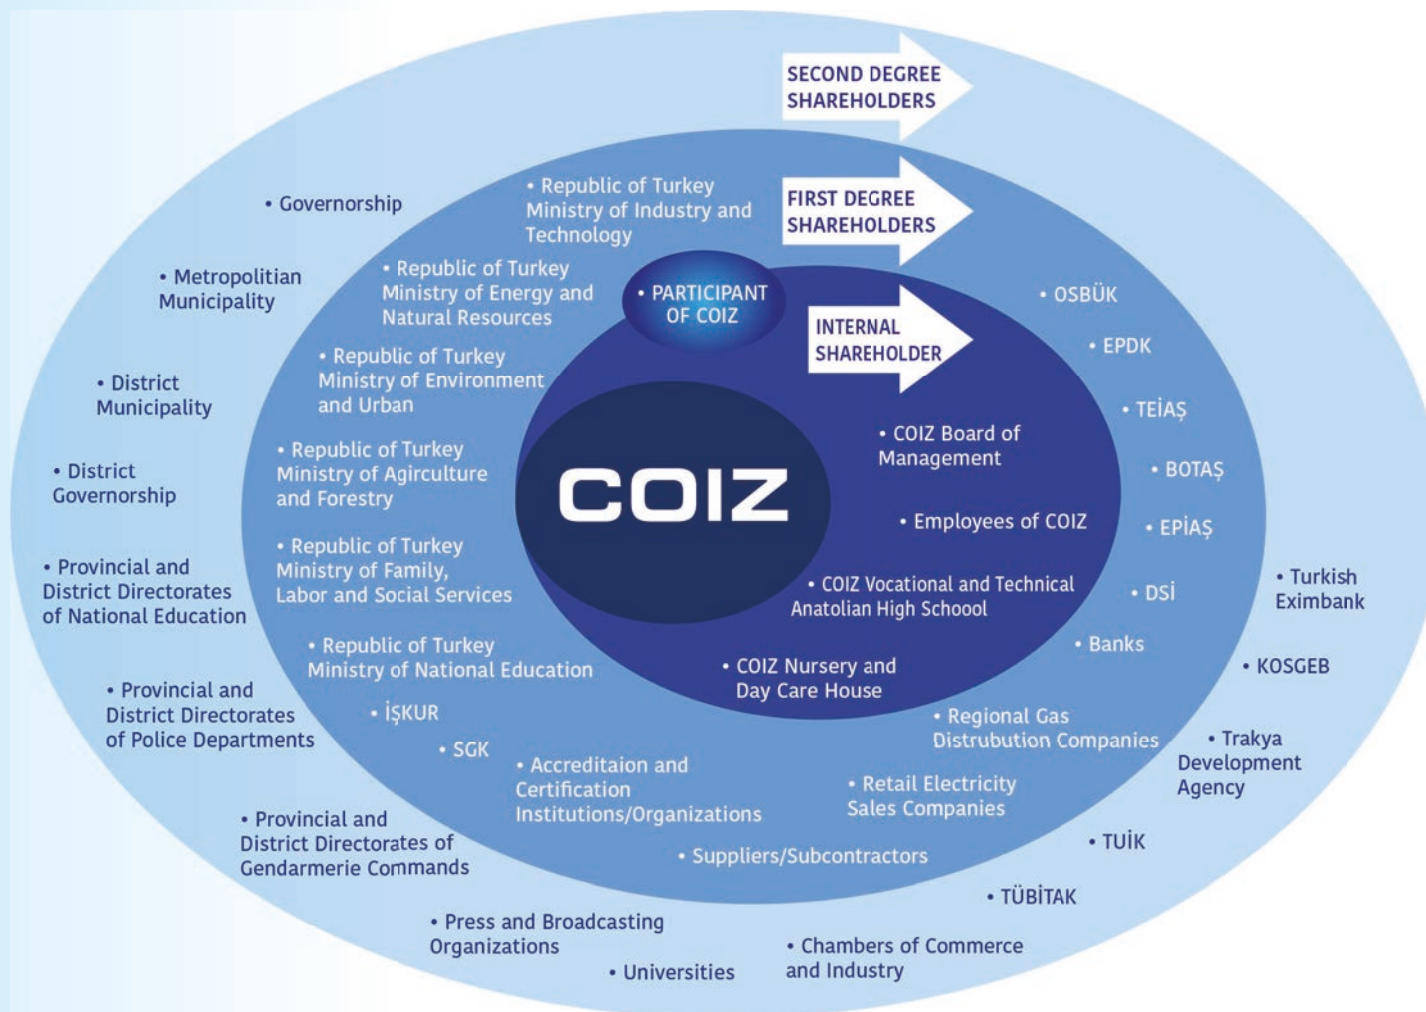 SECOND DEGREE
SHAREHOLDERS
FIRST DEGREE
SHAREHOLDERS
INTERNAL
SHAREHOLDER
• PARTICIPANT
OF COIZ
COIZ
• COIZ Board of
Management
• Employees of COIZ
• COIZ Vocational and Technical
Anatolian High Schoool
• COIZ Nursery and
Day Care House
• Republic of Turkey
Ministry of Industry and
Technology
• Republic of Turkey
Ministry of Energy and
Natural Resources
• Republic of Turkey
Ministry of Environment
and Urban
• Republic of Turkey
Ministry of Agirculture
and Forestry
• Republic of Turkey
Ministry of Family,
Labor and Social Services
• Republic of Turkey
Ministry of National Education
• İŞKUR
• SGK
• Accreditaion and
Certification
Institutions/Organizations
• Suppliers/Subcontractors
• Retail Electricity
Sales Companies
• Regional Gas
Distrubution Companies
• Banks
• DSİ
• EPİAŞ
• BOTAŞ
• TEİAŞ
• EPDK
• OSBÜK
• Governorship
• Metropolitian
Municipality
• District
Municipality
• District
Governorship
• Provincial and
District Directorates
of National Education
• Provincial and
District Directorates
of Police Departments
• Provincial and
District Directorates of
Gendarmerie Commands
• Press and Broadcasting
Organizations
• Universities
• Chambers of Commerce
and Industry
• TÜBİTAK
• TUİK
• Trakya
Development
Agency
• KOSGEB
• Turkish
Eximbank